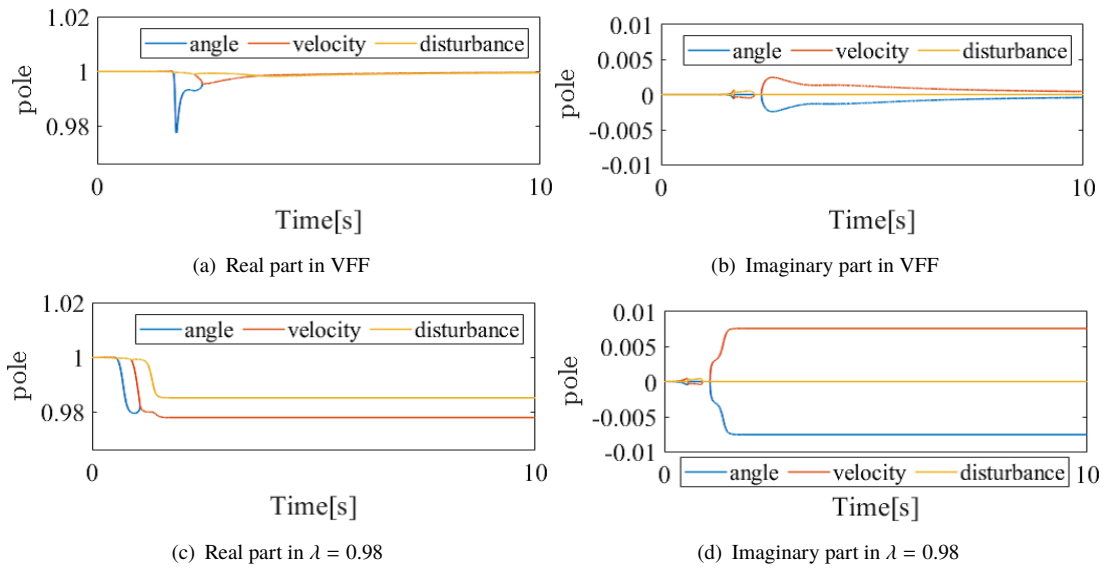 1.02
angle velocity disturbance
1
pole
0.98
0 10
Time[s]
(a) Real part in VFF
0.01
angle velocity disturbance
0.005
0
pole
-0.005
-0.01
0 10
Time[s]
(b) Imaginary part in VFF
1.02
angle velocity disturbance
1
pole
0.98
0 10
Time[s]
(c) Real part in λ = 0.98
0.01
0.005
0
pole
-0.005
-0.01
0 angle velocity disturbance 10
Time[s]
(d) Imaginary part in λ = 0.98